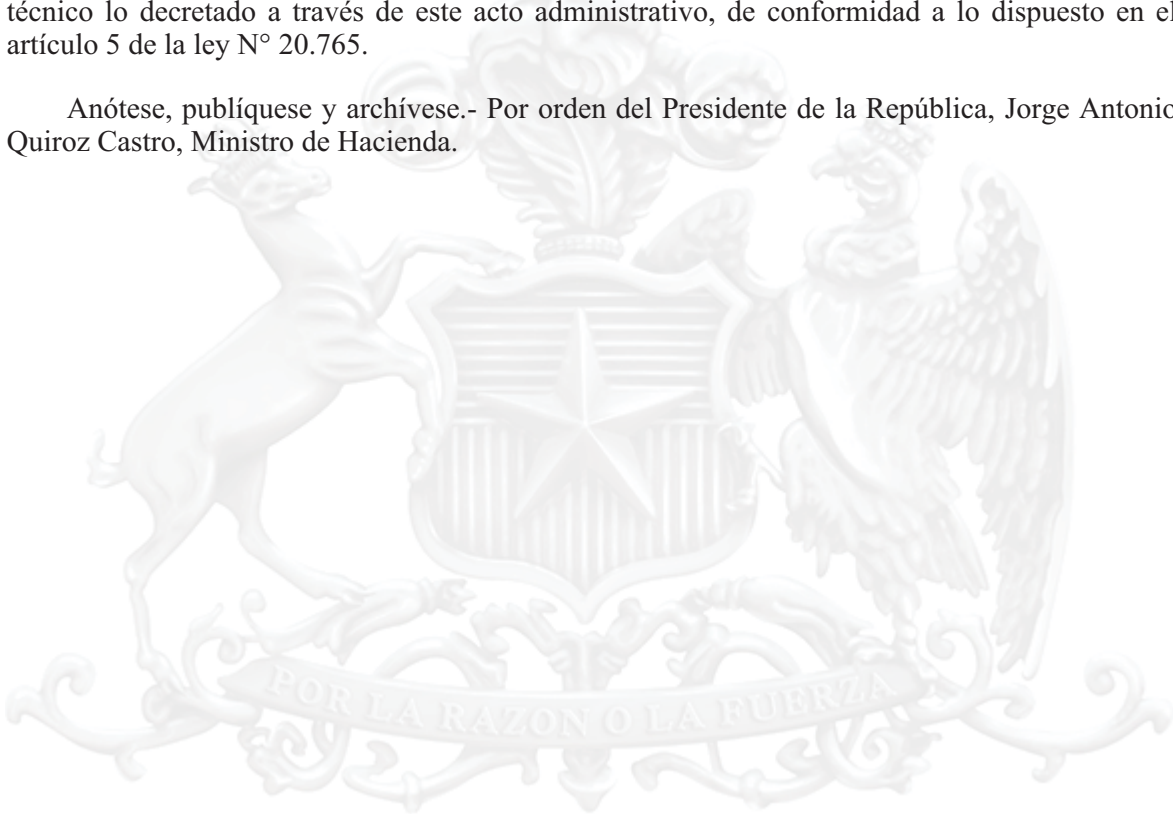 técnico lo decretado a través de este acto administrativo, de conformidad a lo dispuesto en el
artículo 5 de la ley N° 20.765.
Anótese, publíquese y archívese.- Por orden del Presidente de la República, Jorge Antonio
Quiroz Castro, Ministro de Hacienda.
POR LA RAZON O LA FUERZA